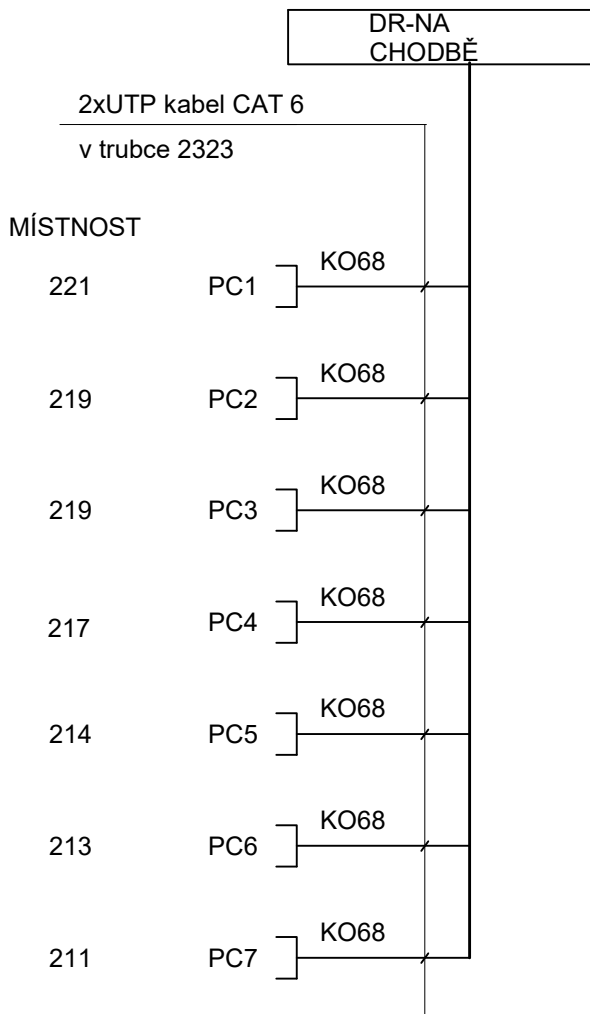 DR-NA
CHODBĚ
2xUTP kabel CAT 6
v trubce 2323
MÍSTNOST
221 PC1 KO68
219 PC2 KO68
219 PC3 KO68
217 PC4 KO68
214 PC5 KO68
213 PC6 KO68
211 PC7 KO68